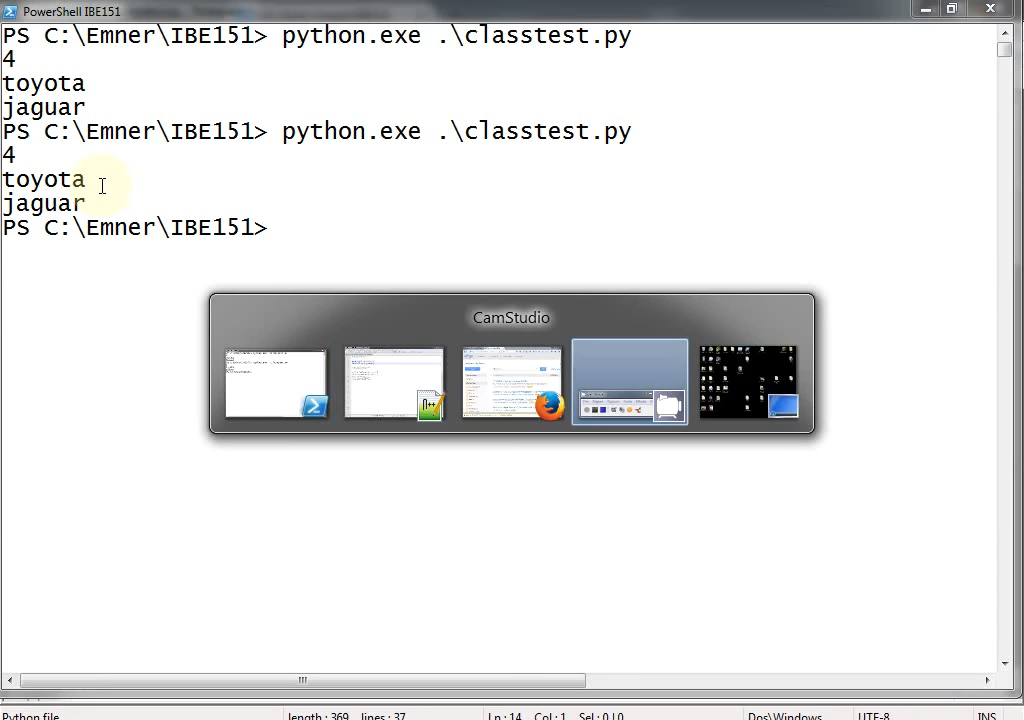 PowerShell IBE151
PS C:\Emner\IBE151> python.exe .\classtest.py
4
toyota
jaguar
PS C:\Emner\IBE151> python.exe .\classtest.py
4
toyota
jaguar
PS C:\Emner\IBE151>
CamStudio
Python file length : 369 lines : 37 Ln : 14 Col : 1 Sel : 0 | 0 Dos\Windows UTF-8 INS